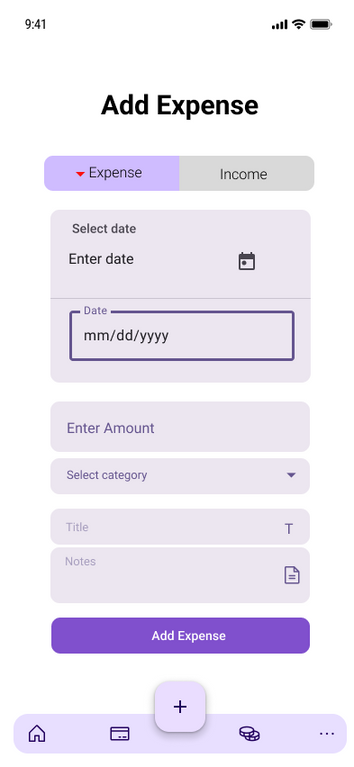 9:41
Add Expense
Expense
Income
Select date
Enter date
Date
mm/dd/yyyy
Enter Amount
Select category
Title
T
Notes
Add Expense
+